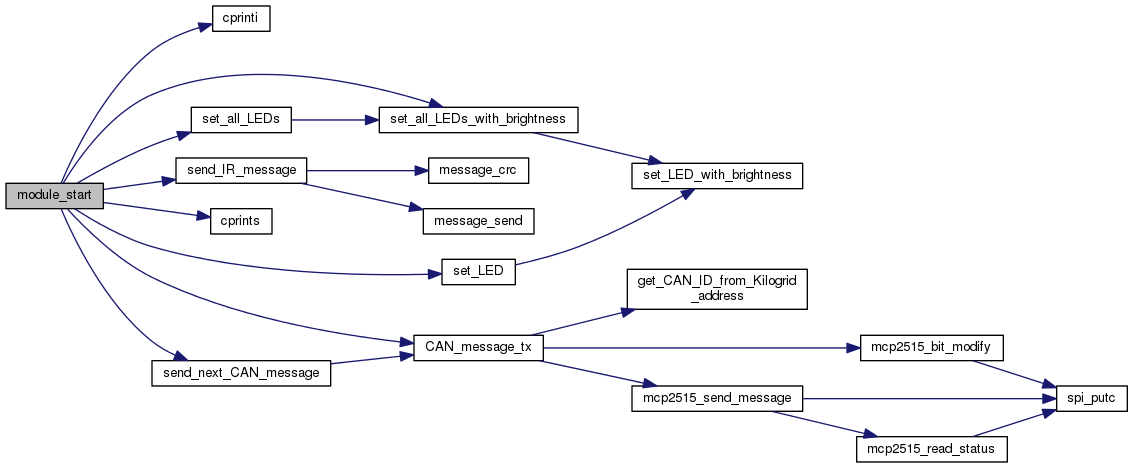 cprinti
set_all_LEDs
set_all_LEDs_with_brightness
send_IR_message
message_crc
set_LED_with_brightness
module_start
cprints
message_send
set_LED
get_CAN_ID_from_Kilogrid
_address
CAN_message_tx
mcp2515_bit_modify
send_next_CAN_message
mcp2515_send_message
spi_putc
mcp2515_read_status